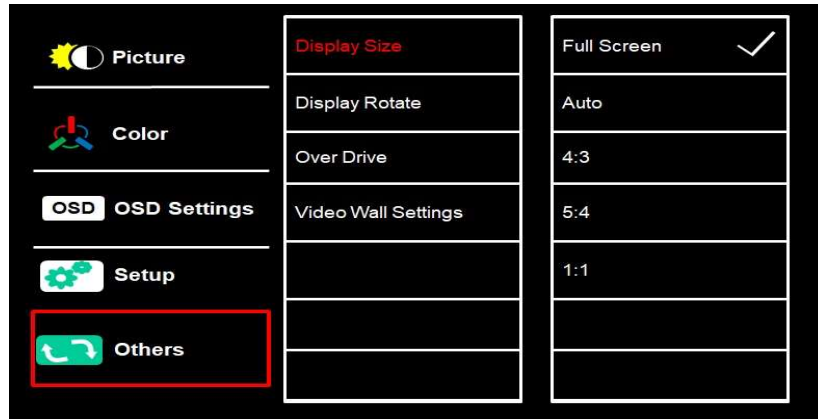 Picture
Color
OSD OSD Settings
Setup
Others
Display Size
Display Rotate
Over Drive
Video Wall Settings
Full Screen
Auto
4:3
5:4
1:1